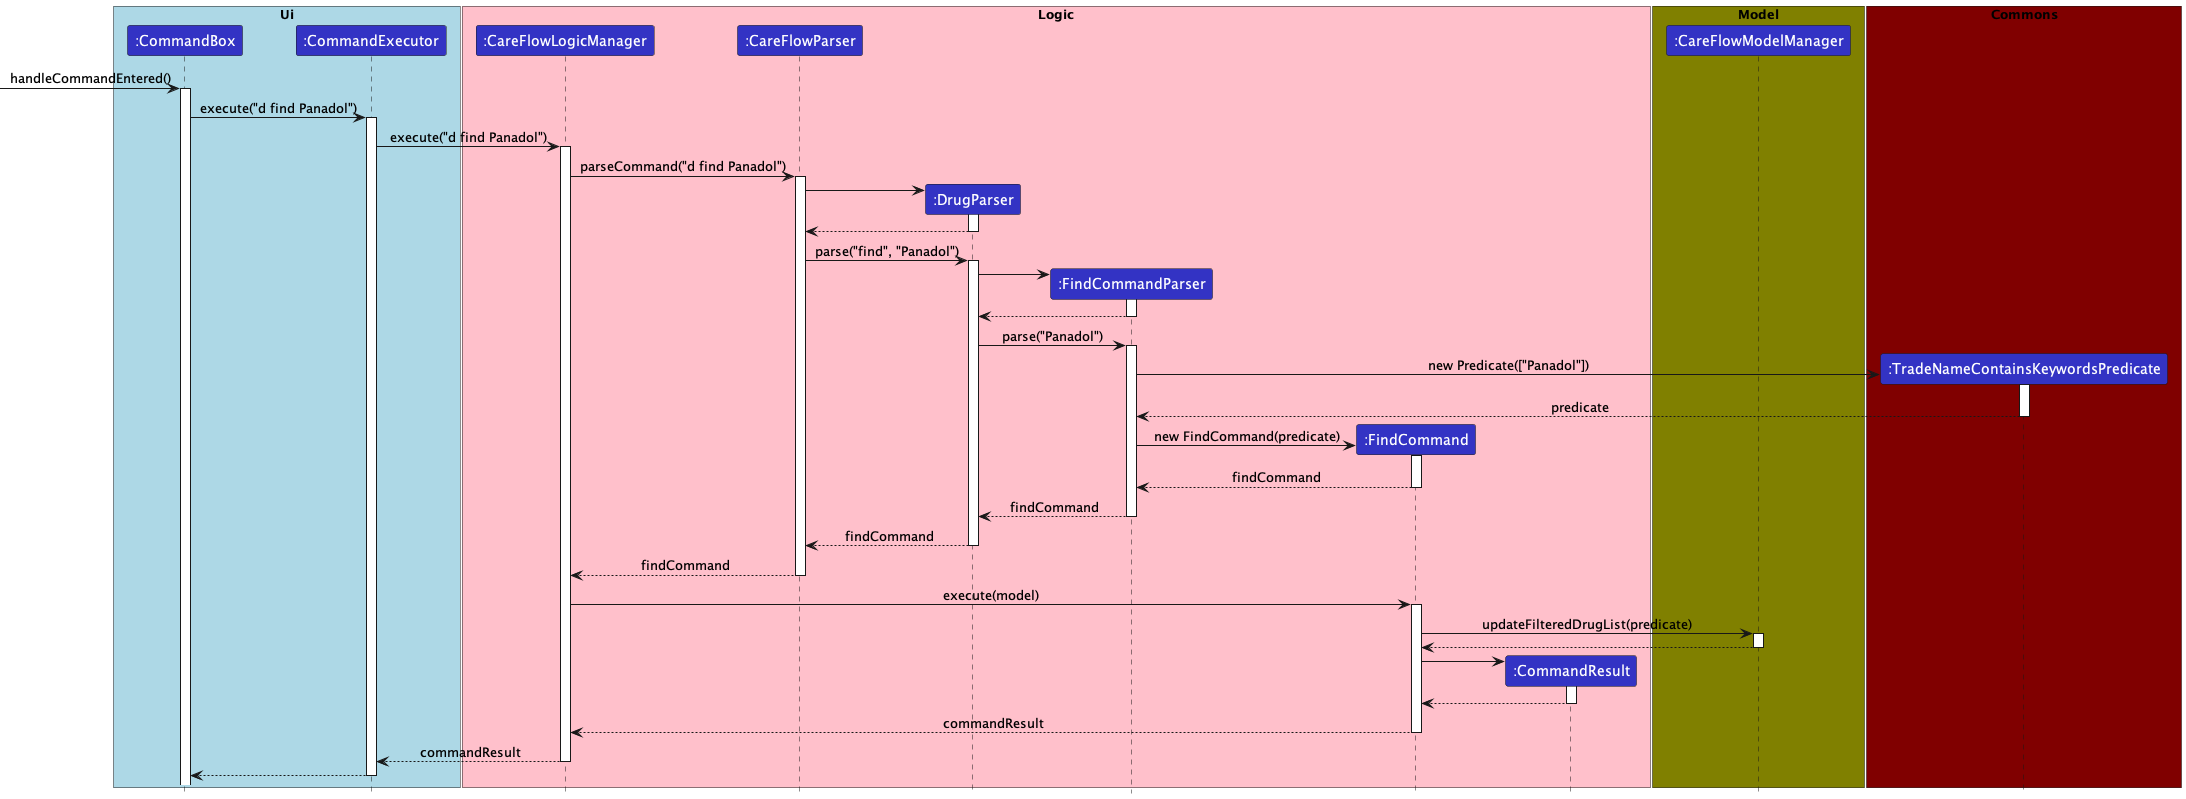 Ui
Logic
Model
Commons
:CommandBox
:CommandExecutor
:CareFlowLogicManager
:CareFlowParser
:CareFlowModelManager
handleCommandEntered()
execute("d find Panadol")
execute("d find Panadol")
parseCommand("d find Panadol")
:DrugParser
parse("find", "Panadol")
:FindCommandParser
parse("Panadol")
new Predicate(["Panadol"])
:TradeNameContainsKeywordsPredicate
predicate
new FindCommand(predicate)
:FindCommand
findCommand
findCommand
findCommand
findCommand
execute(model)
updateFilteredDrugList(predicate)
:CommandResult
commandResult
commandResult